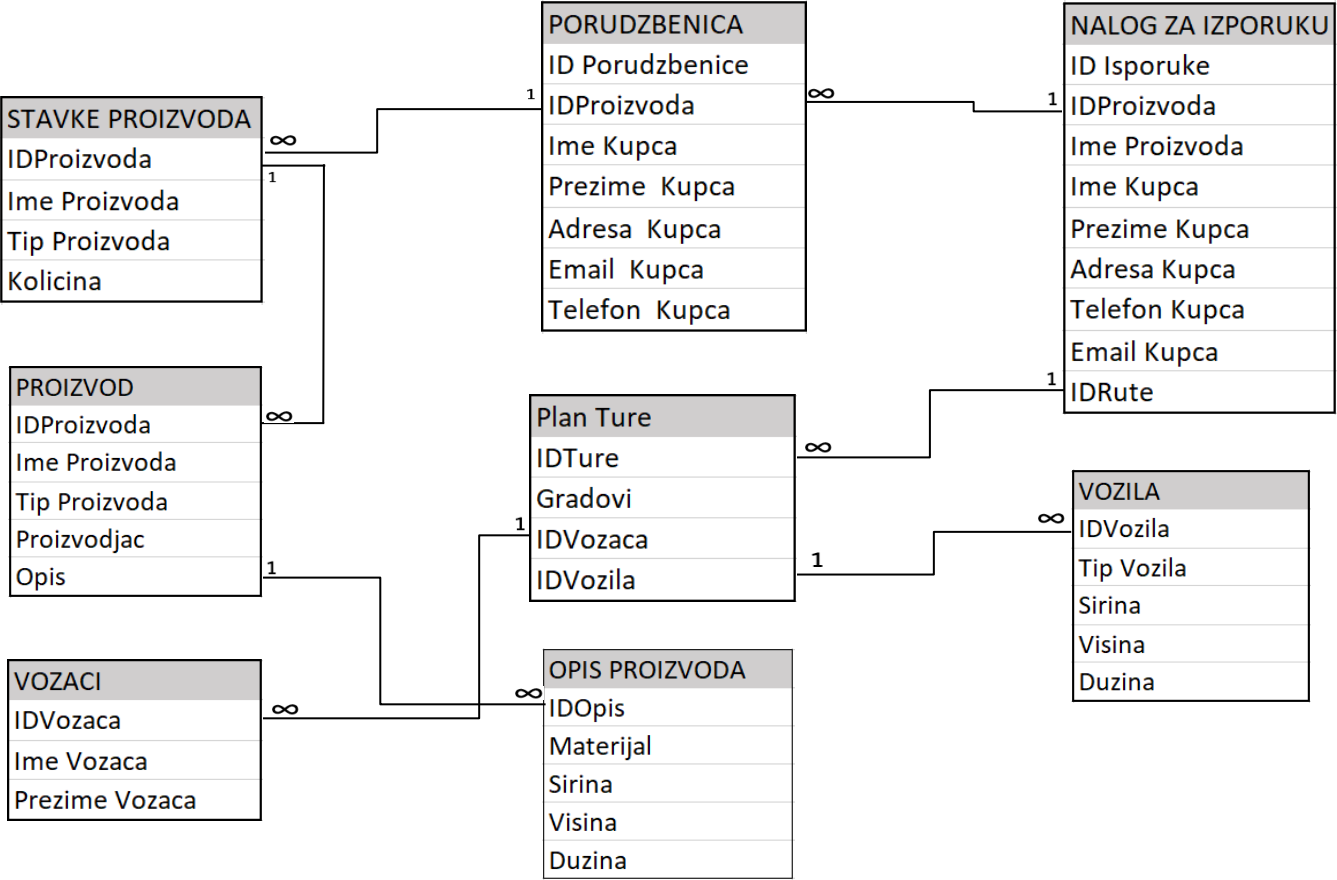 PORUDZBENICA
ID Porudzbenice
IDProizvoda
Ime Kupca
Prezime Kupca
Adresa Kupca
Email Kupca
Telefon Kupca
NALOG ZA IZPORUKU
ID Isporuke
IDProizvoda
Ime Proizvoda
Ime Kupca
Prezime Kupca
Adresa Kupca
Telefon Kupca
Email Kupca
IDRute
STAVKE PROIZVODA
IDProizvoda
Ime Proizvoda
Tip Proizvoda
Kolicina
PROIZVOD
IDProizvoda
Ime Proizvoda
Tip Proizvoda
Proizvodjac
Opis
Plan Ture
IDTure
Gradovi
IDVozaca
IDVozila
VOZILA
IDVozila
Tip Vozila
Sirina
Visina
Duzina
VOZACI
IDVozaca
Ime Vozaca
Prezime Vozaca
OPIS PROIZVODA
IDOpis
Materijal
Sirina
Visina
Duzina
∞
1
∞
1
1
∞
1
∞
1
∞
1
∞
1
∞